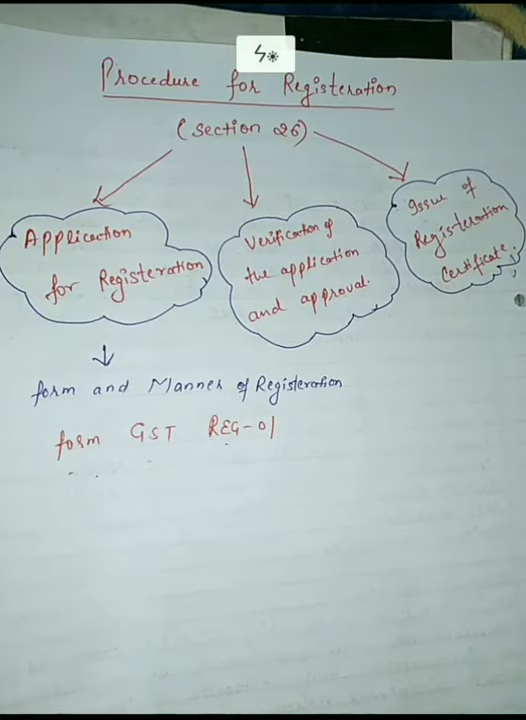 Procedure for Registeration
(Section 26)
Application
for Registeration
Verification of
the application
and approval.
Issue of
Registeration
Certificate.
form and Manner of Registeration
form GST REG-01